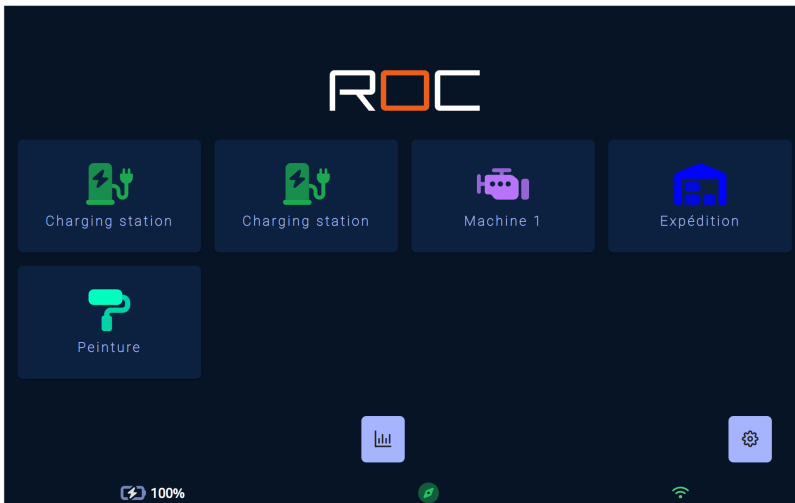 ROC
Charging station
Charging station
Machine 1
Expédition
Peinture
100%